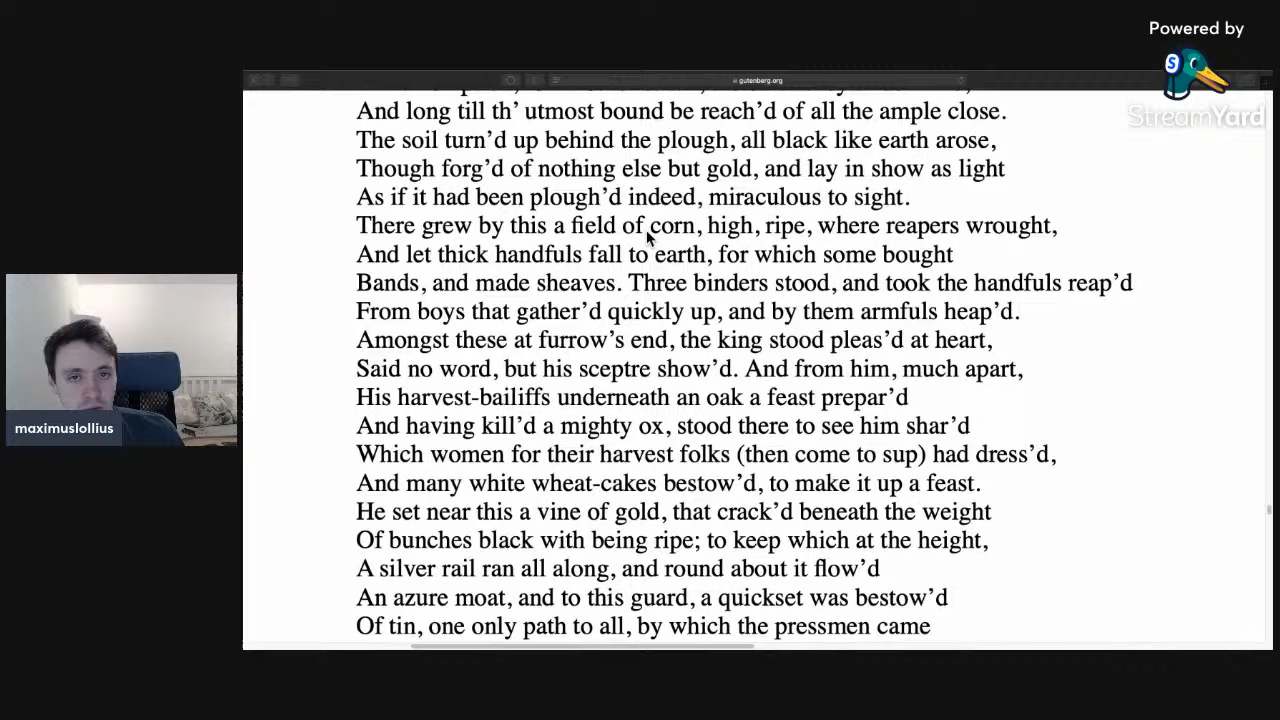 Powered by
S
StreamYard
gutenberg.org
And long till th’ utmost bound be reach’d of all the ample close.
The soil turn’d up behind the plough, all black like earth arose,
Though forg’d of nothing else but gold, and lay in show as light
As if it had been plough’d indeed, miraculous to sight.
There grew by this a field of corn, high, ripe, where reapers wrought,
And let thick handfuls fall to earth, for which some bought
Bands, and made sheaves. Three binders stood, and took the handfuls reap’d
From boys that gather’d quickly up, and by them armfuls heap’d.
Amongst these at furrow’s end, the king stood pleas’d at heart,
Said no word, but his sceptre show’d. And from him, much apart,
His harvest-bailiffs underneath an oak a feast prepar’d
And having kill’d a mighty ox, stood there to see him shar’d
Which women for their harvest folks (then come to sup) had dress’d,
And many white wheat-cakes bestow’d, to make it up a feast.
He set near this a vine of gold, that crack’d beneath the weight
Of bunches black with being ripe; to keep which at the height,
A silver rail ran all along, and round about it flow’d
An azure moat, and to this guard, a quickset was bestow’d
Of tin, one only path to all, by which the pressmen came
maximuslollius